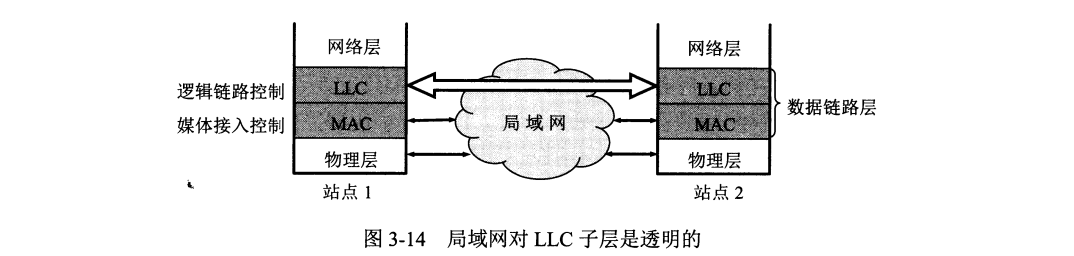 网络层
网络层
逻辑链路控制
LLC
LLC
数据链路层
媒体接入控制
MAC
局域网
MAC
物理层
物理层
站点 1
站点 2
图 3-14 局域网对 LLC 子层是透明的